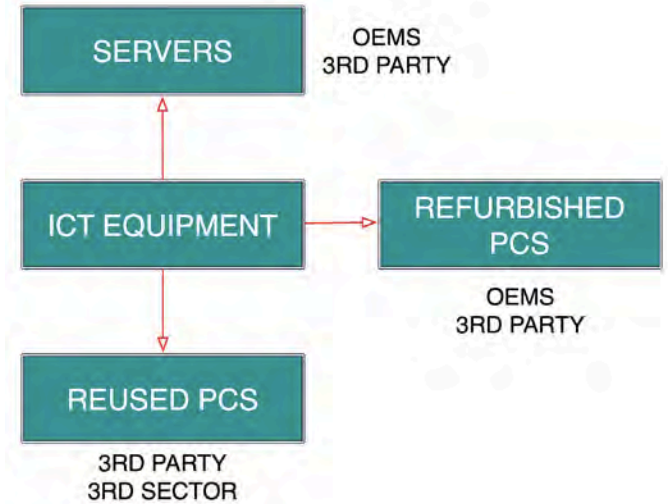 SERVERS
OEMS
3RD PARTY
ICT EQUIPMENT
REFURBISHED
PCS
OEMS
3RD PARTY
REUSED PCS
3RD PARTY
3RD SECTOR